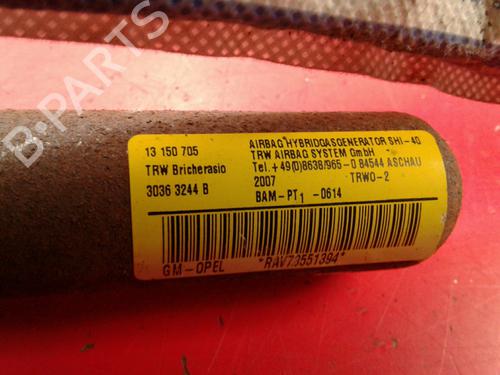 B-PARTS
13 150 705
TRW Bricherasio
3036 3244 B
AIRBAG HYBRIDGASGENERATOR SHI-40
TRW AIRBAG SYSTEM GmbH
Tel.+49(0)8638/965-0 84544 ASCHAU
2007 TRWO-2
BAM-PT1 -0614
GM-OPEL *RAV73551394*